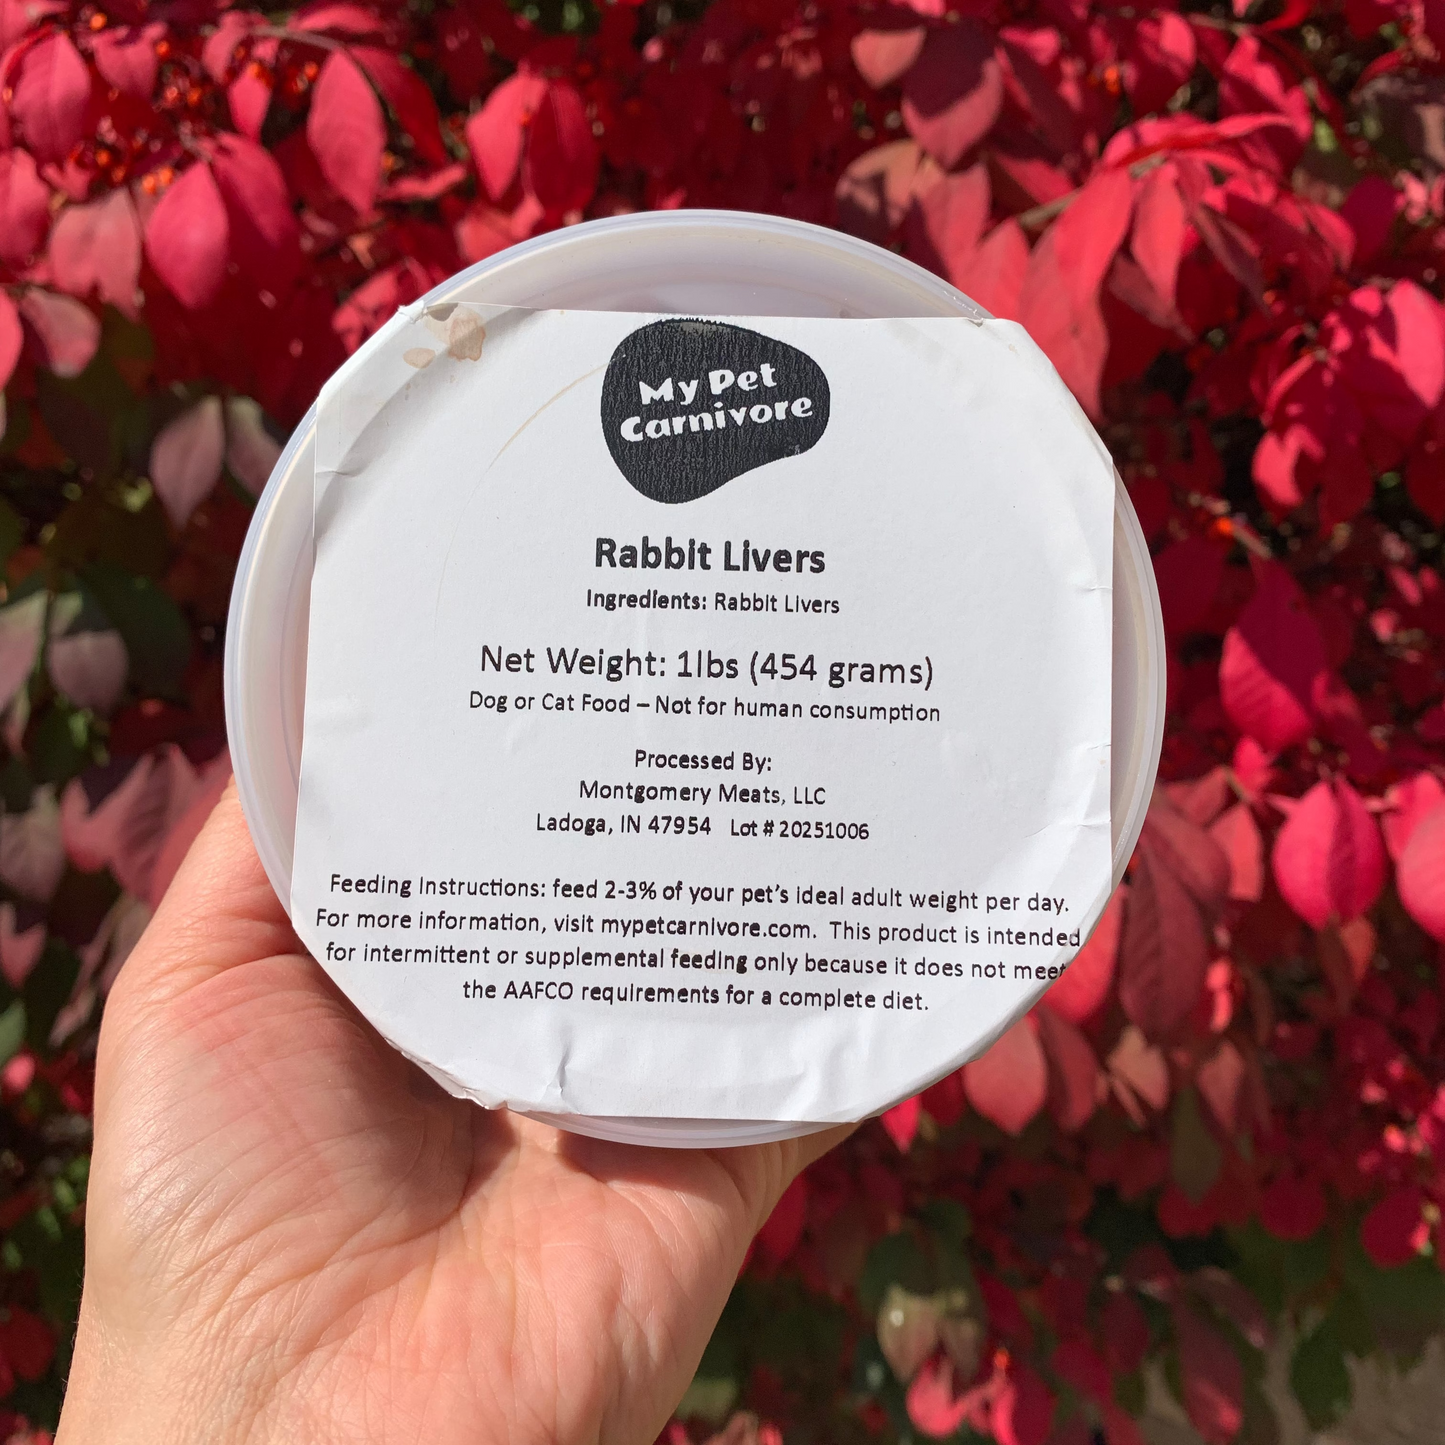 My Pet
Carnivore
Rabbit Livers
Ingredients: Rabbit Livers
Net Weight: 1lbs (454 grams)
Dog or Cat Food – Not for human consumption
Processed By:
Montgomery Meats, LLC
Ladoga, IN 47954 Lot # 20251006
Feeding Instructions: feed 2-3% of your pet's ideal adult weight per day.
For more information, visit mypetcarnivore.com. This product is intended
for intermittent or supplemental feeding only because it does not meet
the AAFCO requirements for a complete diet.